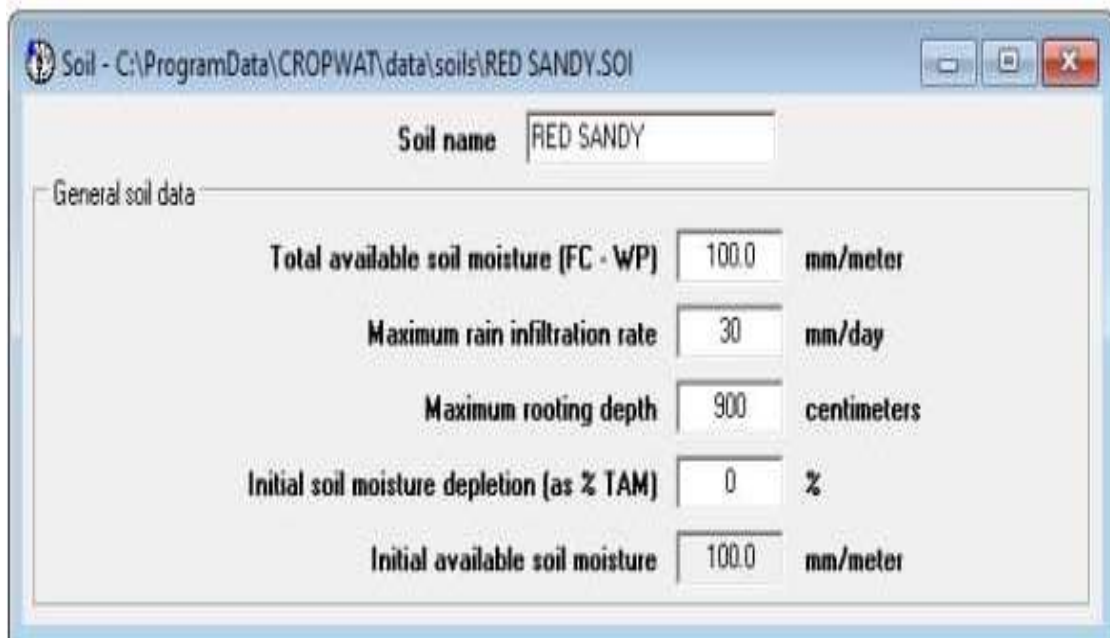 Soil - C:\ProgramData\CROPWAT\data\soils\RED SANDY.SOI
Soil name RED SANDY
General soil data
Total available soil moisture (FC - WP) 100.0 mm/meter
Maximum rain infiltration rate 30 mm/day
Maximum rooting depth 900 centimeters
Initial soil moisture depletion (as % TAM) 0 %
Initial available soil moisture 100.0 mm/meter